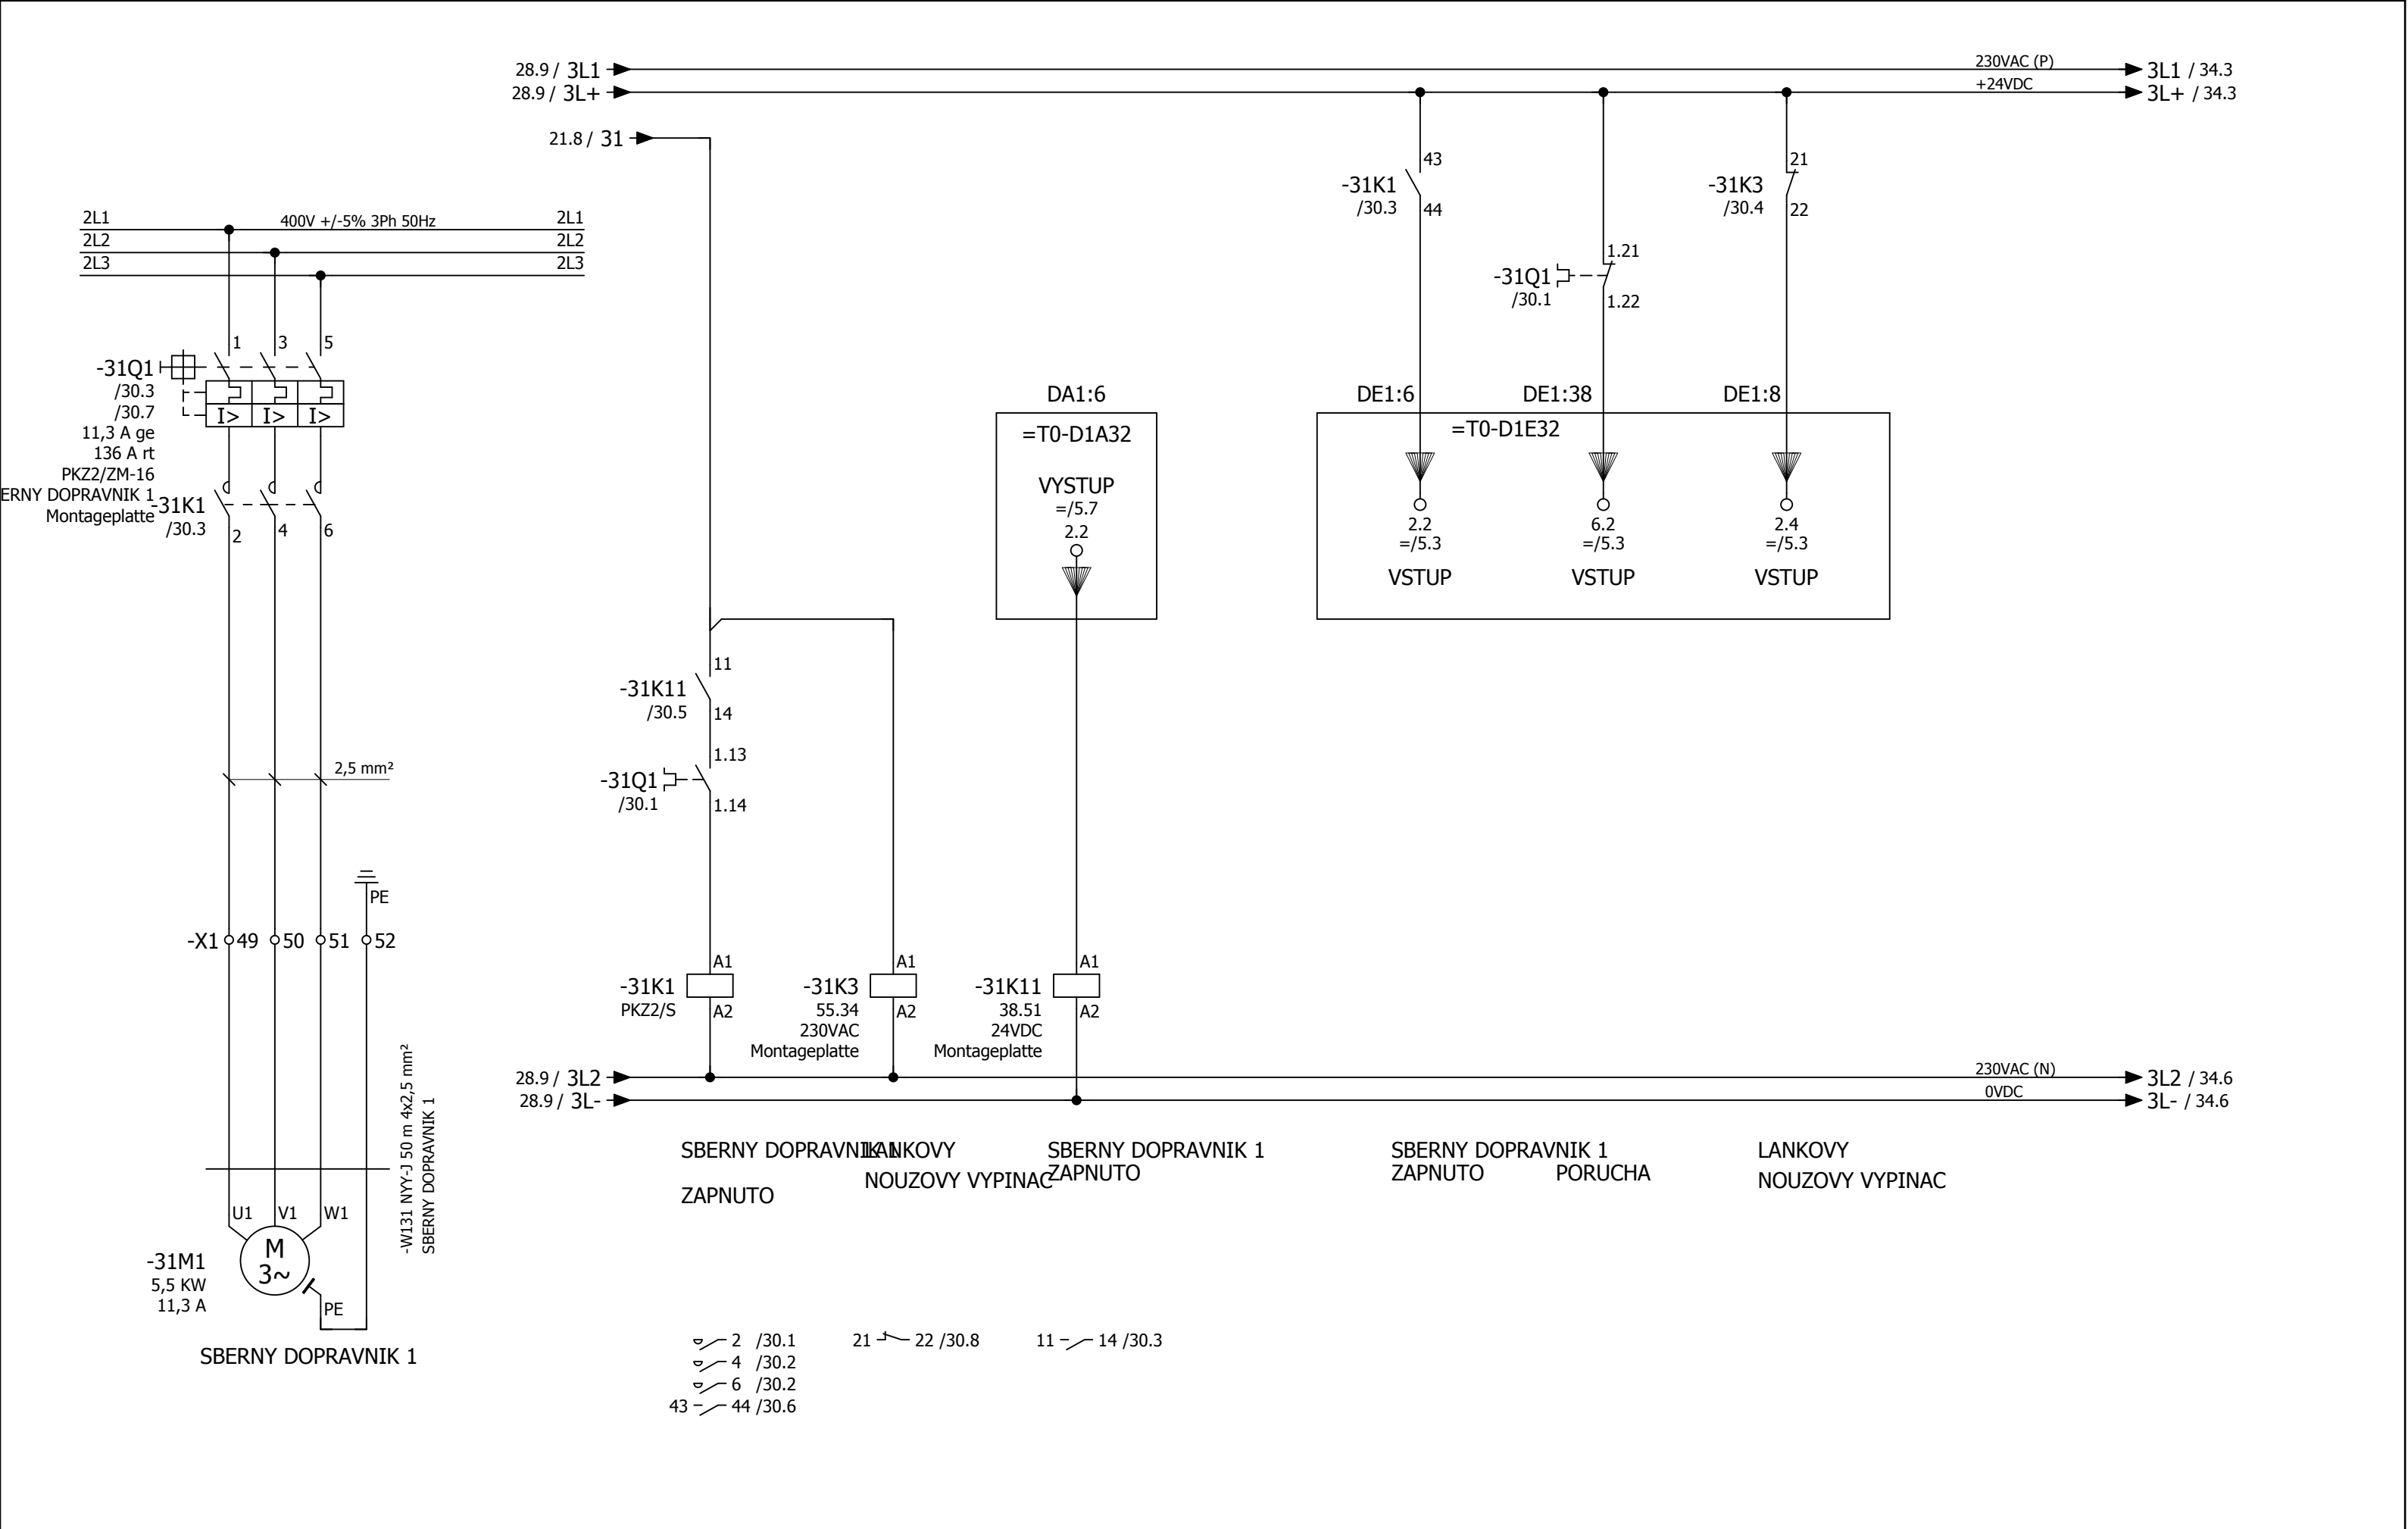 28.9 / 3L1
230VAC (P)
3L1 / 34.3
28.9 / 3L+
+24VDC
3L+ / 34.3
21.8 / 31
2L1
400V +/-5% 3Ph 50Hz
2L1
2L2
2L2
2L3
2L3
1
3
5
-31Q1
/30.3
/30.7
11,3 A ge
136 A rt
PKZ2/ZM-16
ERNY DOPRAVNIK 1
Montageplatte
I>
I>
I>
-31K1
/30.3
2
4
6
2,5 mm²
PE
-X1
49
50
51
52
-W131 NYY-J 50 m 4x2,5 mm²
SBERNY DOPRAVNIK 1
U1
V1
W1
M
3~
-31M1
5,5 KW
11,3 A
PE
SBERNY DOPRAVNIK 1
11
-31K11
/30.5
14
1.13
-31Q1
/30.1
1.14
A1
-31K1
PKZ2/S
A2
A1
-31K3
55.34
230VAC
Montageplatte
A2
DA1:6
=T0-D1A32
VYSTUP
=/5.7
2.2
A1
-31K11
38.51
24VDC
Montageplatte
A2
43
-31K1
/30.3
44
1.21
-31Q1
/30.1
1.22
21
-31K3
/30.4
22
DE1:6
DE1:38
DE1:8
=T0-D1E32
2.2
=/5.3
VSTUP
6.2
=/5.3
VSTUP
2.4
=/5.3
VSTUP
28.9 / 3L2
230VAC (N)
3L2 / 34.6
28.9 / 3L-
0VDC
3L- / 34.6
SBERNY DOPRAVNIK 1
ZAPNUTO
LANKOVY
NOUZOVY VYPINAC
SBERNY DOPRAVNIK 1
ZAPNUTO
SBERNY DOPRAVNIK 1
ZAPNUTO
PORUCHA
LANKOVY
NOUZOVY VYPINAC
2 /30.1
4 /30.2
6 /30.2
43 44 /30.6
21 22 /30.8
11 14 /30.3